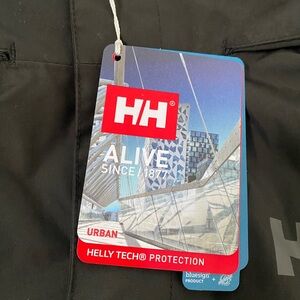 HH®
ALIVE
SINCE / 1877
URBAN
HELLY TECH® PROTECTION
bluesign®
PRODUCT
+
H